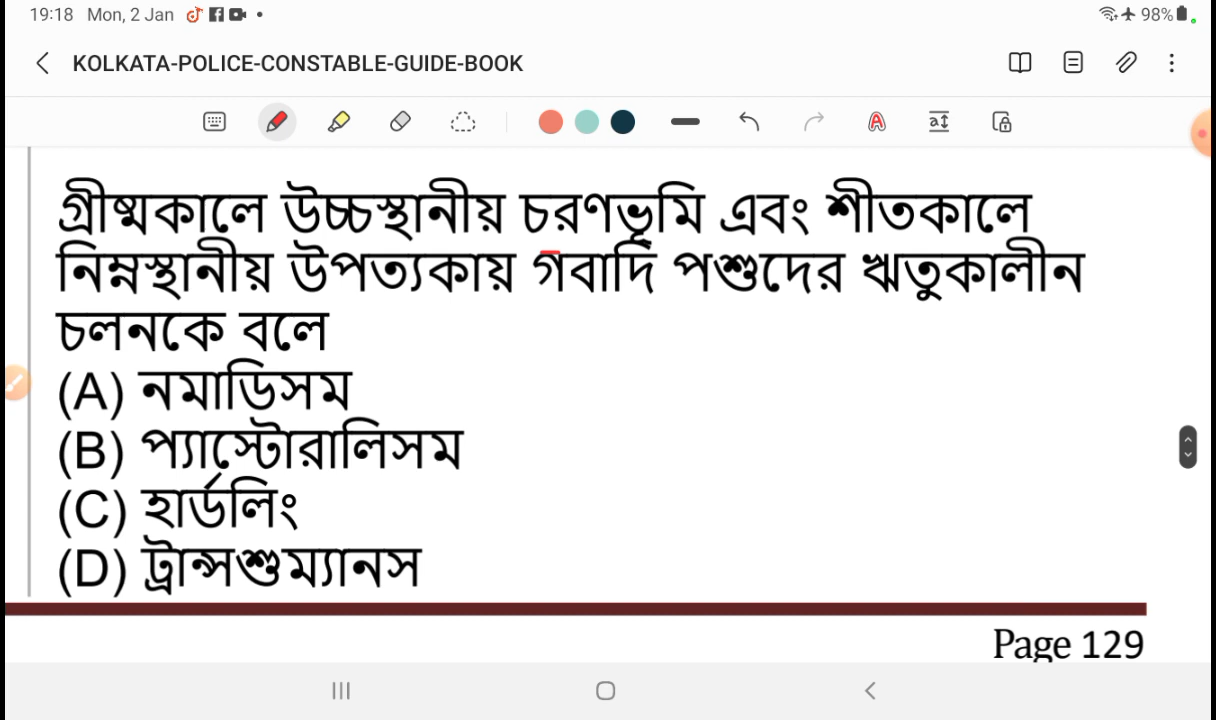 19:18 Mon, 2 Jan
98%
KOLKATA-POLICE-CONSTABLE-GUIDE-BOOK
গ্রীষ্মকালে উচ্চস্থানীয় চরণভূমি এবং শীতকালে
নিম্নস্থানীয় উপত্যকায় গবাদি পশুদের ঋতুকালীন
চলনকে বলে
(A) নমাডিসম
(B) প্যাস্টোরালিসম
(C) হার্ডলিং
(D) ট্রান্সশুম্যানস
Page 129